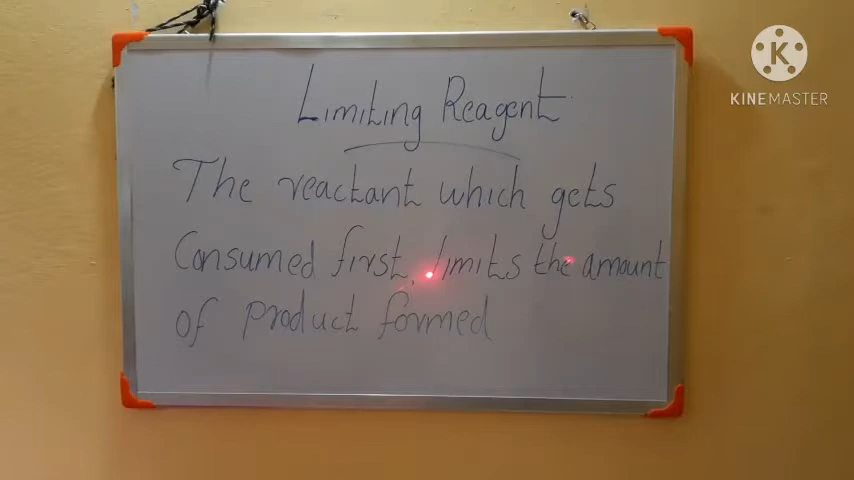 Limiting Reagent
The reactant which gets
Consumed first, limits the amount
of product formed
K
KINEMASTER